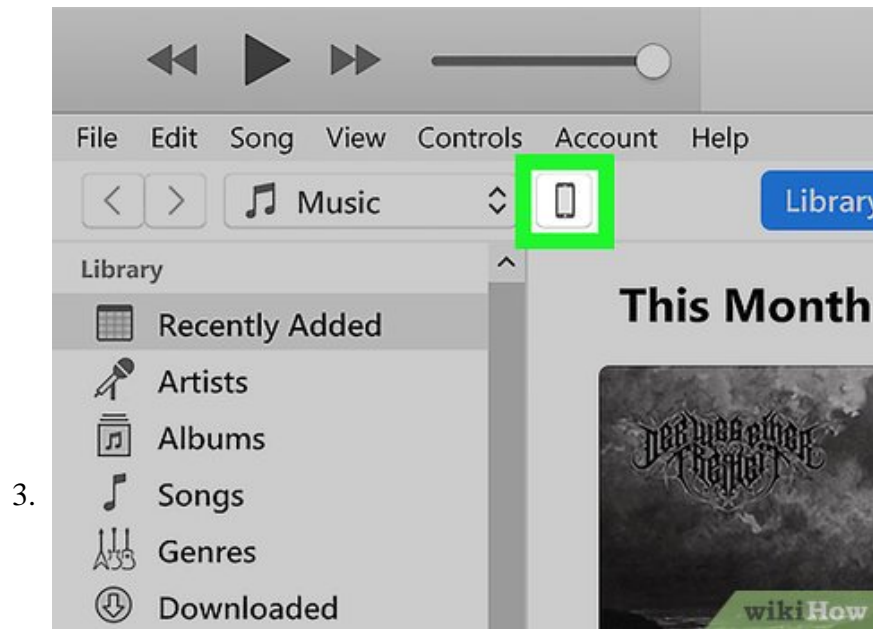 File Edit Song View Controls Account Help
Music
Library
Library
This Month
Recently Added
Artists
Albums
3.
Songs
Genres
Downloaded
wikiHow